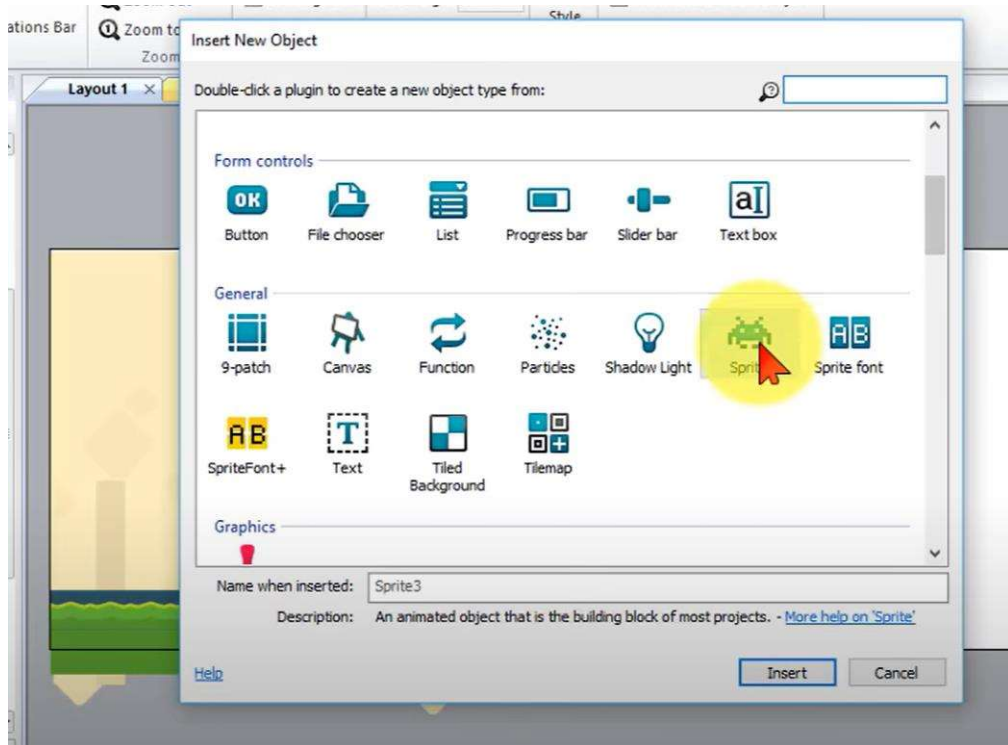 Style
ations Bar
Zoom to
Zoom
Insert New Object
Layout 1
Double-click a plugin to create a new object type from:
Form controls
OK
aI
Button File chooser List Progress bar Slider bar Text box
General
AB
9-patch Canvas Function Particles Shadow Light Sprite Sprite font
AB
T
SpriteFont+ Text Tiled Background Tilemap
Graphics
Name when inserted: Sprite3
Description: An animated object that is the building block of most projects. - More help on 'Sprite'
Help Insert Cancel